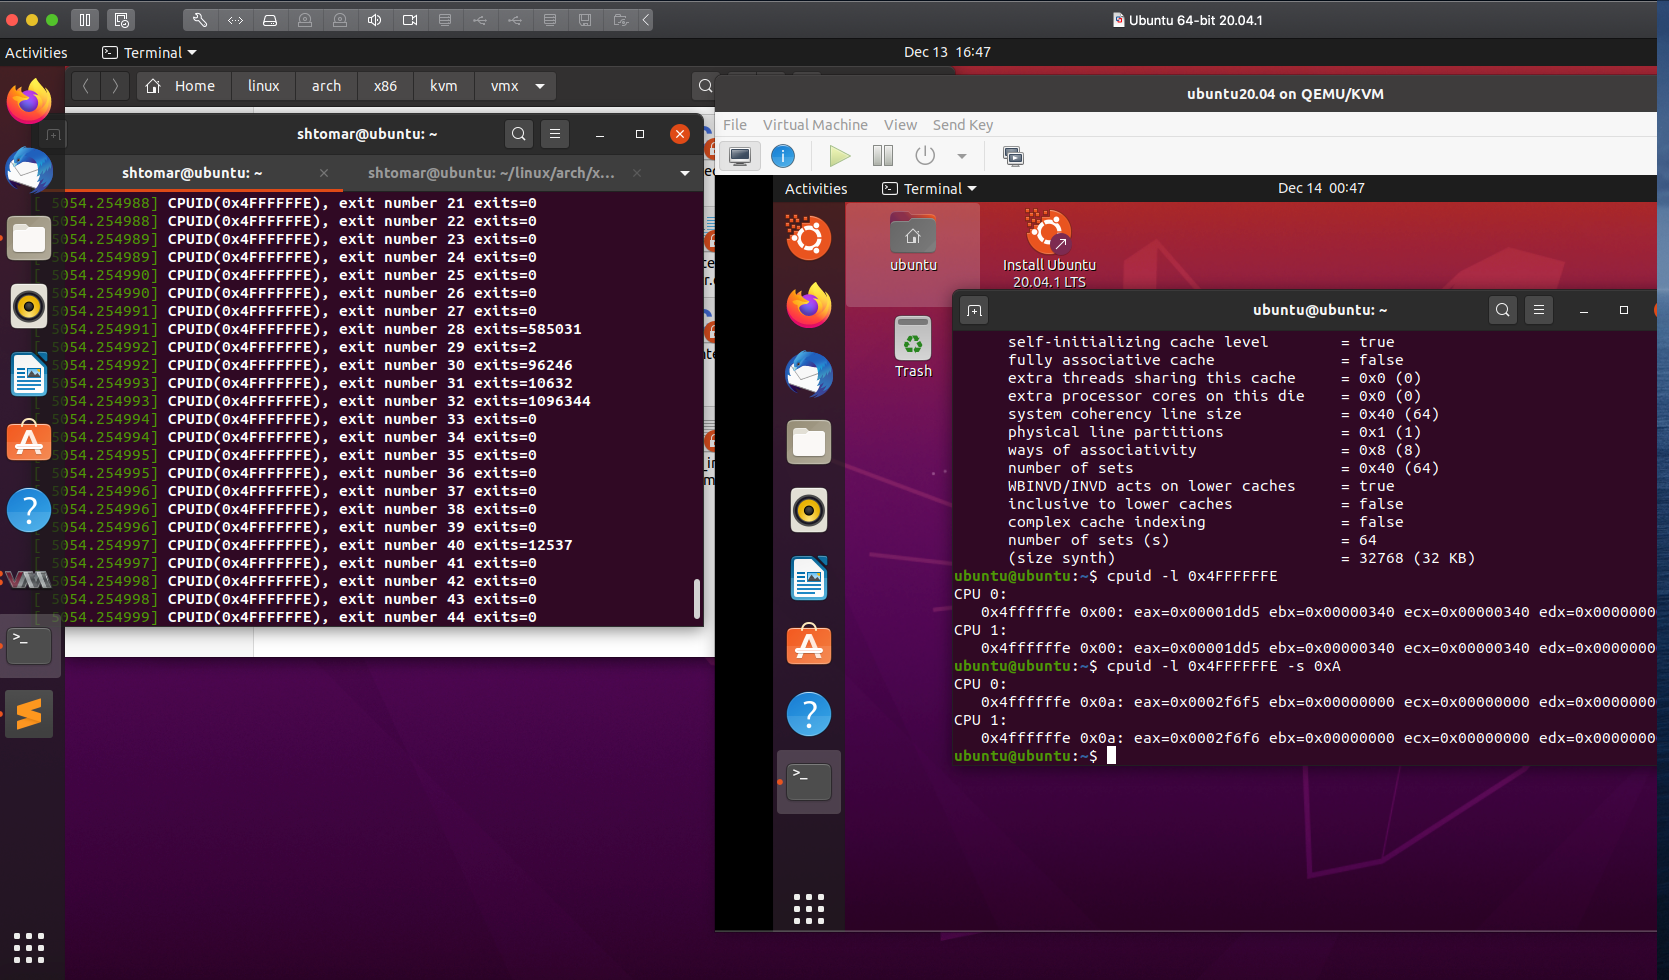 Ubuntu 64-bit 20.04.1
Activities
Terminal
Dec 13 16:47
Home
linux
arch
x86
kvm
vmx
shtomar@ubuntu: ~
shtomar@ubuntu: ~
shtomar@ubuntu: ~/linux/arch/x...
[ 5054.254988] CPUID(0x4FFFFFFE), exit number 21 exits=0
[ 5054.254988] CPUID(0x4FFFFFFE), exit number 22 exits=0
[ 5054.254989] CPUID(0x4FFFFFFE), exit number 23 exits=0
[ 5054.254989] CPUID(0x4FFFFFFE), exit number 24 exits=0
[ 5054.254990] CPUID(0x4FFFFFFE), exit number 25 exits=0
[ 5054.254990] CPUID(0x4FFFFFFE), exit number 26 exits=0
[ 5054.254991] CPUID(0x4FFFFFFE), exit number 27 exits=0
[ 5054.254991] CPUID(0x4FFFFFFE), exit number 28 exits=585031
[ 5054.254992] CPUID(0x4FFFFFFE), exit number 29 exits=2
[ 5054.254992] CPUID(0x4FFFFFFE), exit number 30 exits=96246
[ 5054.254993] CPUID(0x4FFFFFFE), exit number 31 exits=10632
[ 5054.254993] CPUID(0x4FFFFFFE), exit number 32 exits=1096344
[ 5054.254994] CPUID(0x4FFFFFFE), exit number 33 exits=0
[ 5054.254994] CPUID(0x4FFFFFFE), exit number 34 exits=0
[ 5054.254995] CPUID(0x4FFFFFFE), exit number 35 exits=0
[ 5054.254995] CPUID(0x4FFFFFFE), exit number 36 exits=0
[ 5054.254996] CPUID(0x4FFFFFFE), exit number 37 exits=0
[ 5054.254996] CPUID(0x4FFFFFFE), exit number 38 exits=0
[ 5054.254996] CPUID(0x4FFFFFFE), exit number 39 exits=0
[ 5054.254997] CPUID(0x4FFFFFFE), exit number 40 exits=12537
[ 5054.254997] CPUID(0x4FFFFFFE), exit number 41 exits=0
[ 5054.254998] CPUID(0x4FFFFFFE), exit number 42 exits=0
[ 5054.254998] CPUID(0x4FFFFFFE), exit number 43 exits=0
[ 5054.254999] CPUID(0x4FFFFFFE), exit number 44 exits=0
ubuntu20.04 on QEMU/KVM
File
Virtual Machine
View
Send Key
Activities
Terminal
Dec 14 00:47
ubuntu
Install Ubuntu
20.04.1 LTS
Trash
ubuntu@ubuntu: ~
self-initializing cache level = true
fully associative cache = false
extra threads sharing this cache = 0x0 (0)
extra processor cores on this die = 0x0 (0)
system coherency line size = 0x40 (64)
physical line partitions = 0x1 (1)
ways of associativity = 0x8 (8)
number of sets = 0x40 (64)
WBINVD/INVD acts on lower caches = true
inclusive to lower caches = false
complex cache indexing = false
number of sets (s) = 64
(size synth) = 32768 (32 KB)
ubuntu@ubuntu:~$ cpuid -l 0x4FFFFFFE
CPU 0:
0x4ffffffe 0x00: eax=0x00001dd5 ebx=0x00000340 ecx=0x00000340 edx=0x0000000
CPU 1:
0x4ffffffe 0x00: eax=0x00001dd5 ebx=0x00000340 ecx=0x00000340 edx=0x0000000
ubuntu@ubuntu:~$ cpuid -l 0x4FFFFFFE -s 0xA
CPU 0:
0x4ffffffe 0x0a: eax=0x0002f6f5 ebx=0x00000000 ecx=0x00000000 edx=0x0000000
CPU 1:
0x4ffffffe 0x0a: eax=0x0002f6f6 ebx=0x00000000 ecx=0x00000000 edx=0x0000000
ubuntu@ubuntu:~$